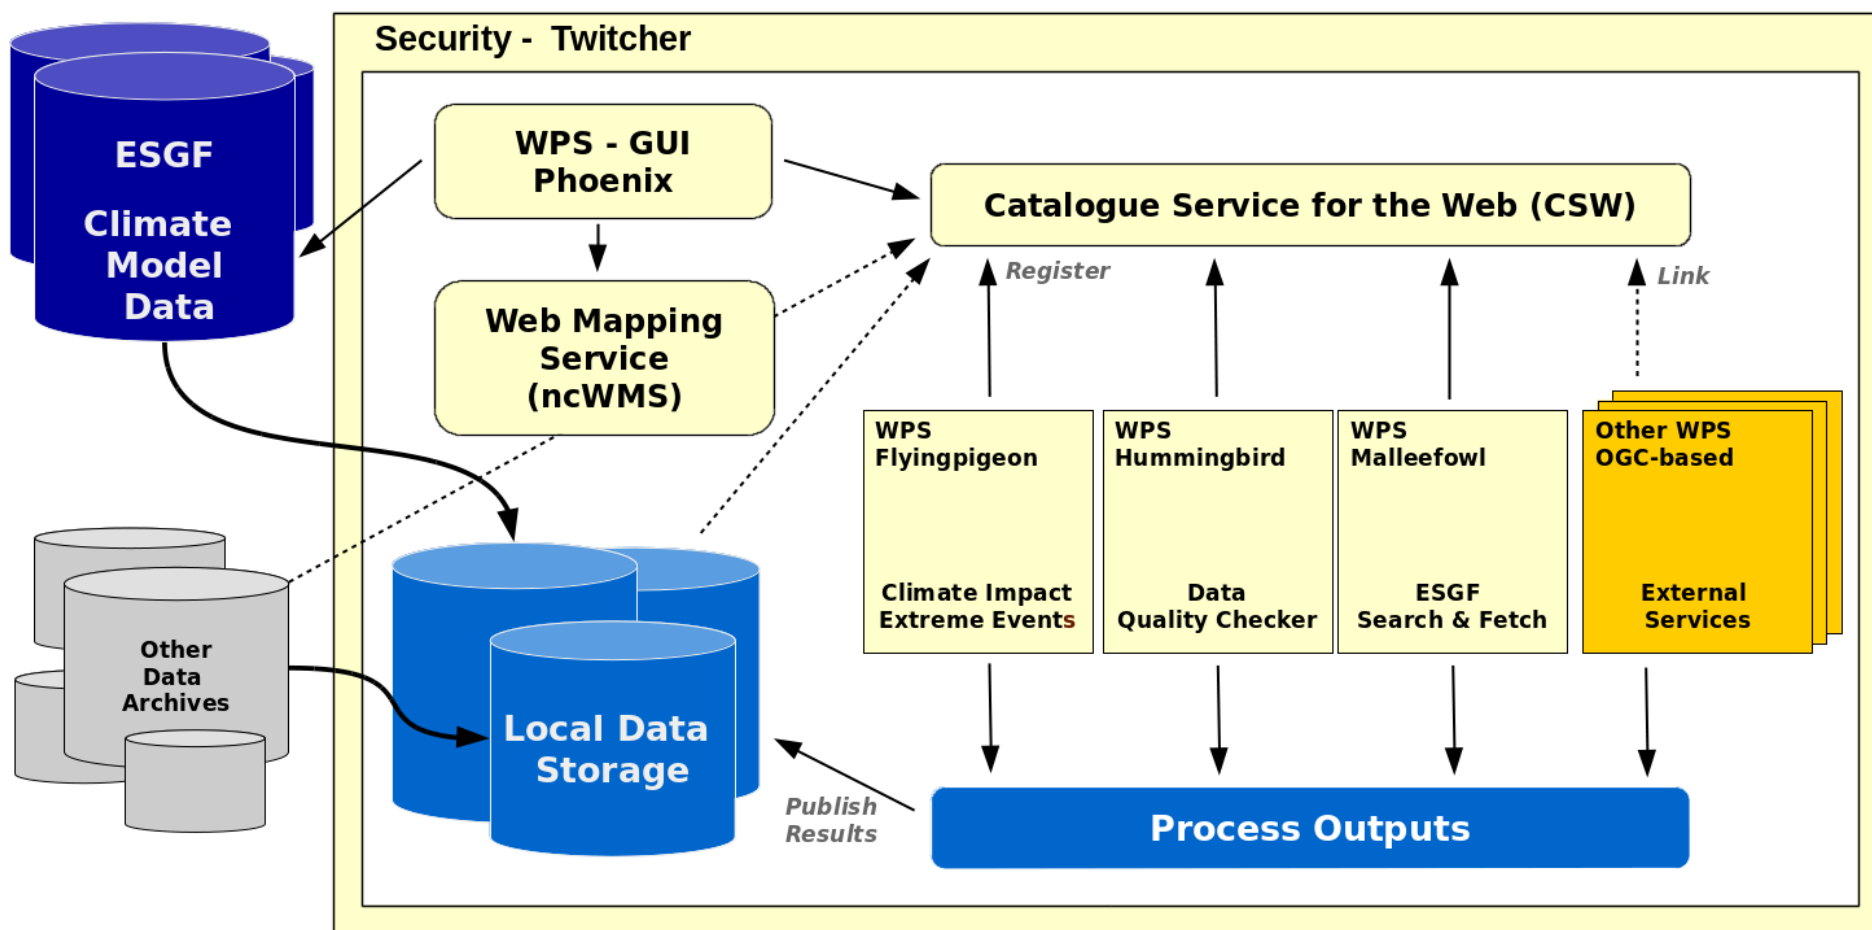 Security -  Twitcher
ESGF
Climate
Model
Data
WPS - GUI
Phoenix
Catalogue Service for the Web (CSW)
Web Mapping
Service
(ncWMS)
Register
Link
WPS
Flyingpigeon
Climate Impact
Extreme Events
WPS
Hummingbird
Data
Quality Checker
WPS
Malleefowl
ESGF
Search & Fetch
Other WPS
OGC-based
External
Services
Other
Data
Archives
Local Data
Storage
Publish
Results
Process Outputs